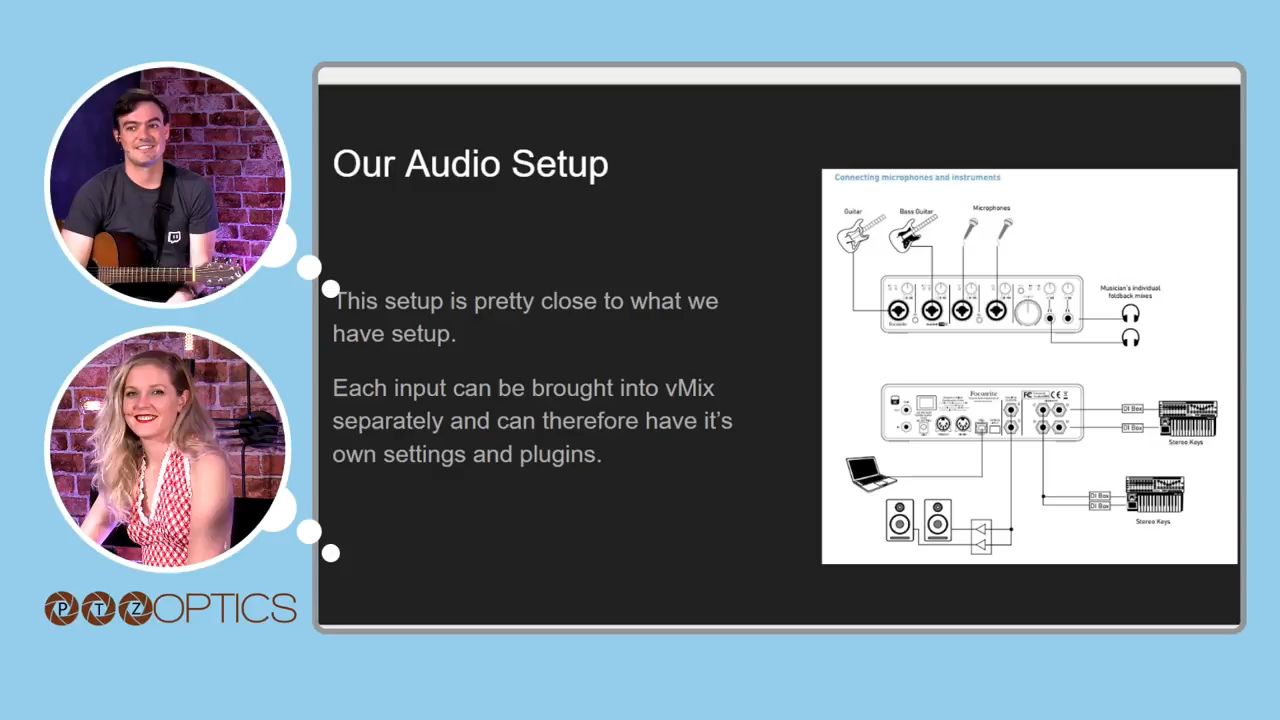 Our Audio Setup
This setup is pretty close to what we
have setup.
Each input can be brought into vMix
separately and can therefore have it's
own settings and plugins.
Connecting microphones and instruments
Guitar
Bass Guitar
Microphones
Musician's individual
foldback mixes
Focusrite
DI Box
DI Box
Stereo Keys
DI Box
DI Box
Stereo Keys
PTZOPTICS